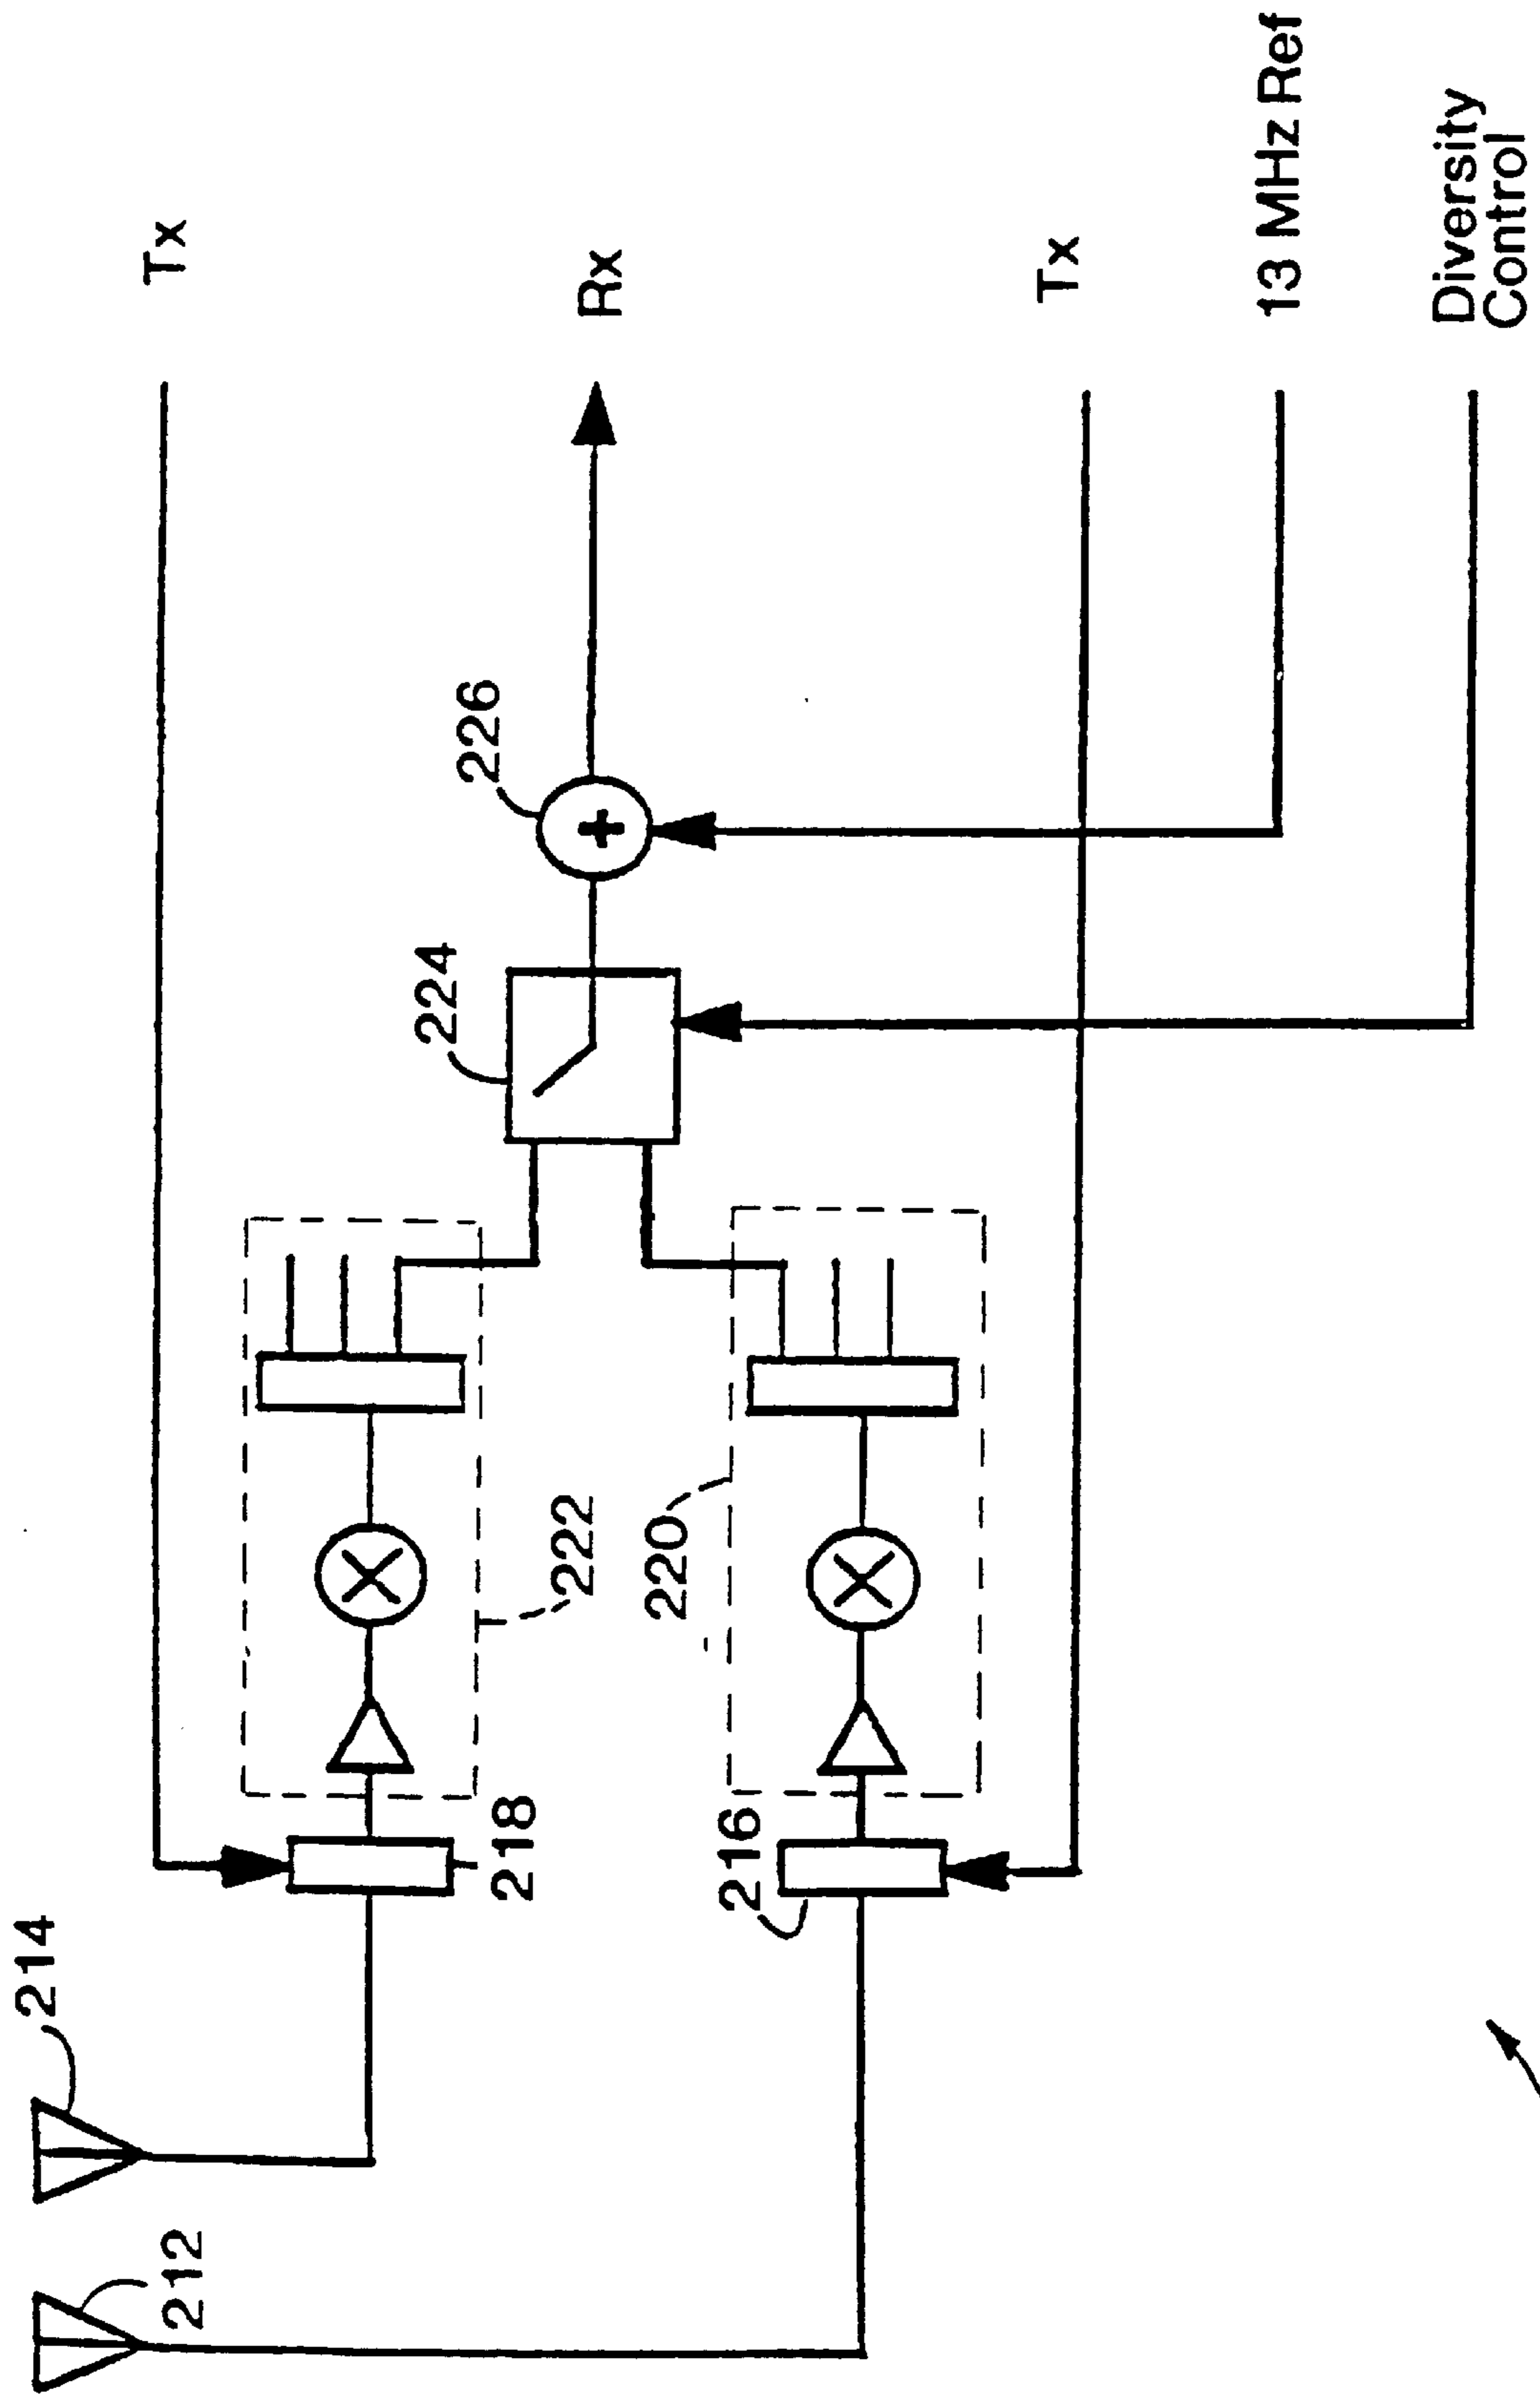 214
212
Tx
218
222
216
220
224
226
Rx
Tx
13 MHz Ref
Diversity
Control